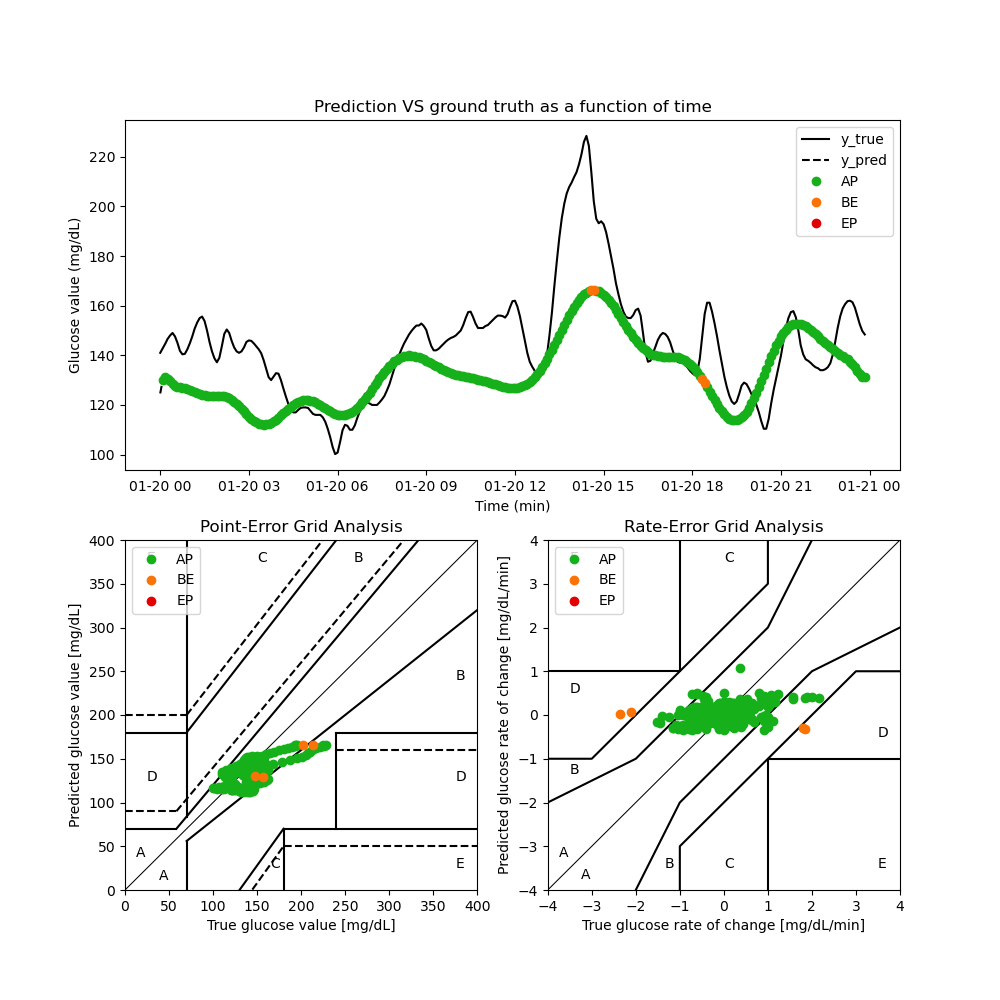 Prediction VS ground truth as a function of time
Glucose value (mg/dL)
220
200
180
160
140
120
100
y_true
y_pred
AP
BE
EP
01-20 00 01-20 03 01-20 06 01-20 09 01-20 12 01-20 15 01-20 18 01-20 21 01-21 00
Time (min)
Point-Error Grid Analysis
Predicted glucose value [mg/dL]
400
350
300
250
200
150
100
50
0
AP
BE
EP
C
B
B
D
D
A
A
C
E
0 50 100 150 200 250 300 350 400
True glucose value [mg/dL]
Rate-Error Grid Analysis
Predicted glucose rate of change [mg/dL/min]
4
3
2
1
0
−1
−2
−3
−4
AP
BE
EP
C
D
D
B
A
A
B
C
E
−4 −3 −2 −1 0 1 2 3 4
True glucose rate of change [mg/dL/min]